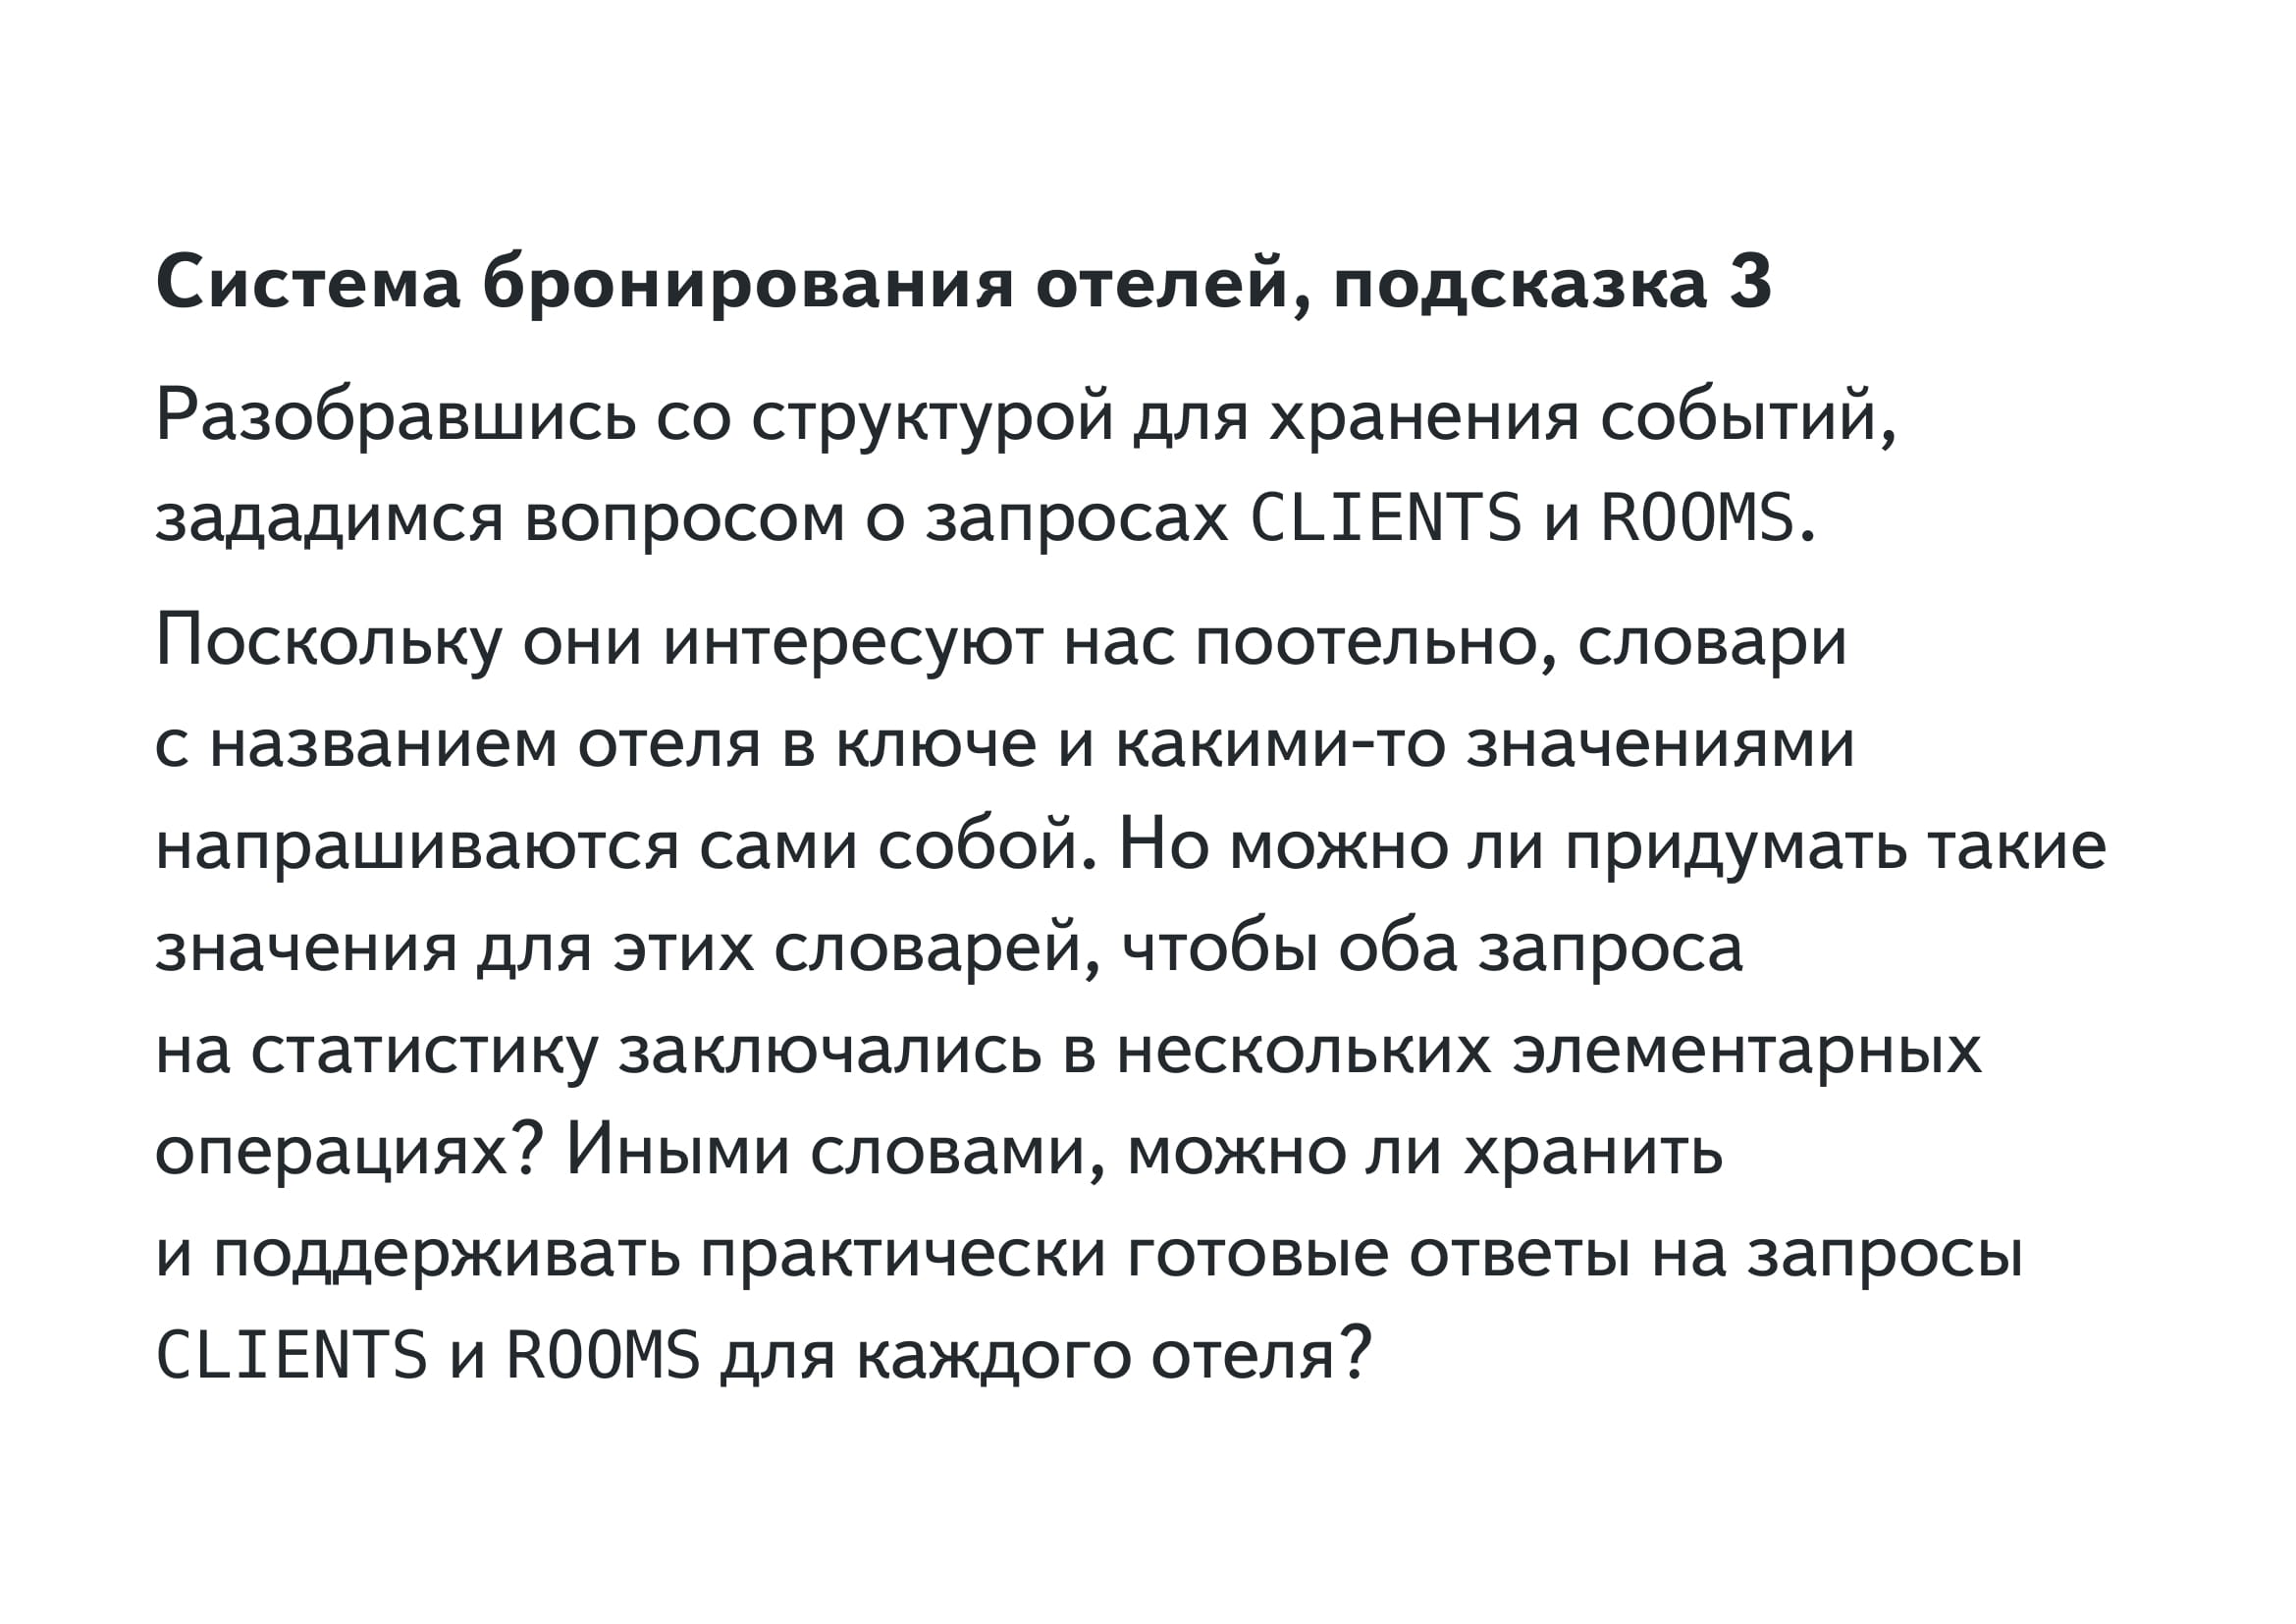 Система бронирования отелей, подсказка 3
Разобравшись со структурой для хранения событий,
зададимся вопросом о запросах CLIENTS и ROOMS.
Поскольку они интересуют нас поотельно, словари
с названием отеля в ключе и какими-то значениями
напрашиваются сами собой. Но можно ли придумать такие
значения для этих словарей, чтобы оба запроса
на статистику заключались в нескольких элементарных
операциях? Иными словами, можно ли хранить
и поддерживать практически готовые ответы на запросы
CLIENTS и ROOMS для каждого отеля?